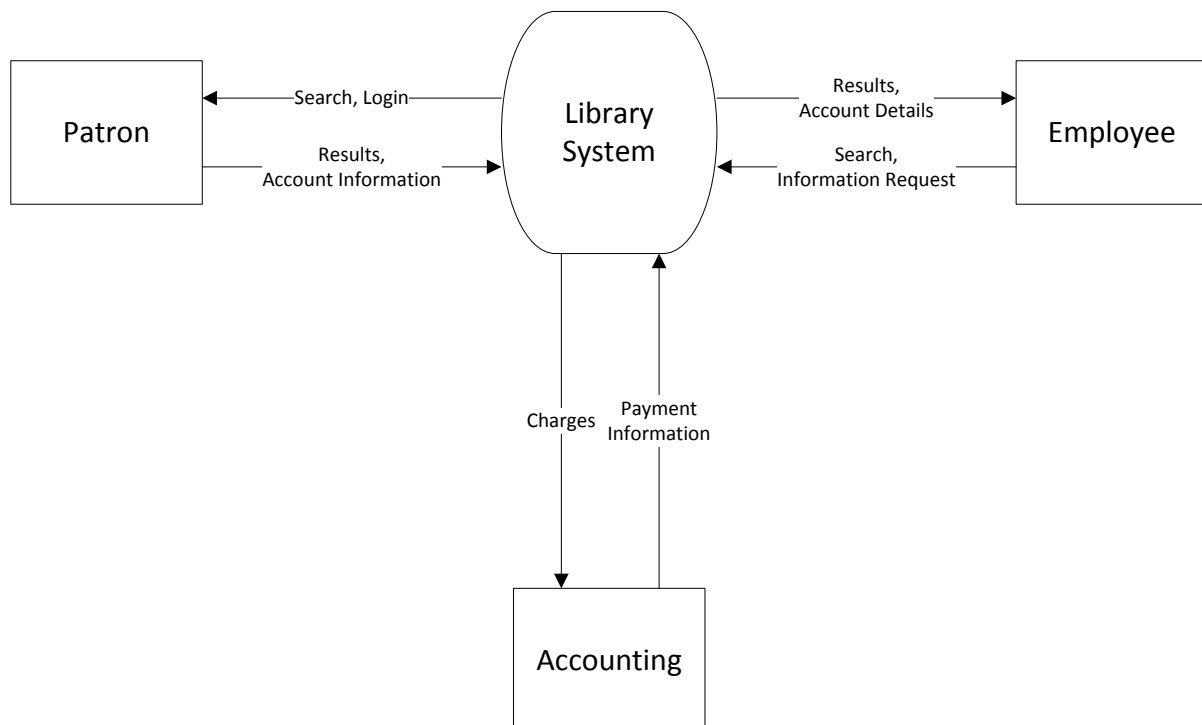 Patron
Search, Login
Results,
Account Information
Library
System
Results,
Account Details
Search,
Information Request
Employee
Charges
Payment
Information
Accounting